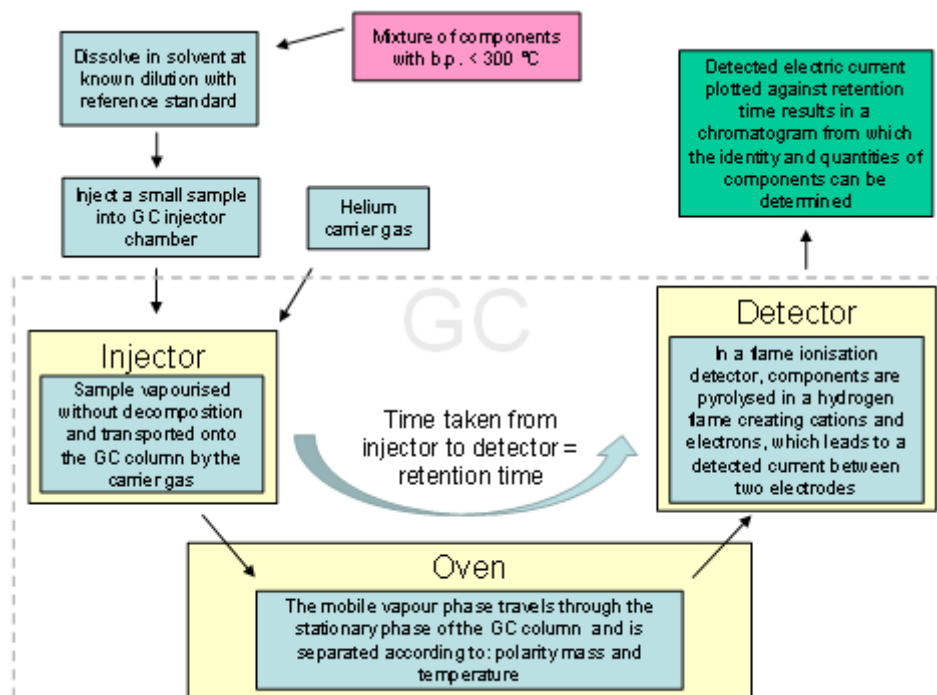 Mixture of components
with b.p. < 300 ºC
Dissolve in solvent at
known dilution with
reference standard
Inject a small sample
into GC injector
chamber
Helium
carrier gas
GC
Injector
Sample vapourised
without decomposition
and transported onto
the GC column by the
carrier gas
Time taken from
injector to detector =
retention time
Oven
The mobile vapour phase travels through the
stationary phase of the GC column and is
separated according to: polarity mass and
temperature
Detector
In a flame ionisation
detector, components are
pyrolysed in a hydrogen
flame creating cations and
electrons, which leads to a
detected current between
two electrodes
Detected electric current
plotted against retention
time results in a
chromatogram from which
the identity and quantities of
components can be
determined